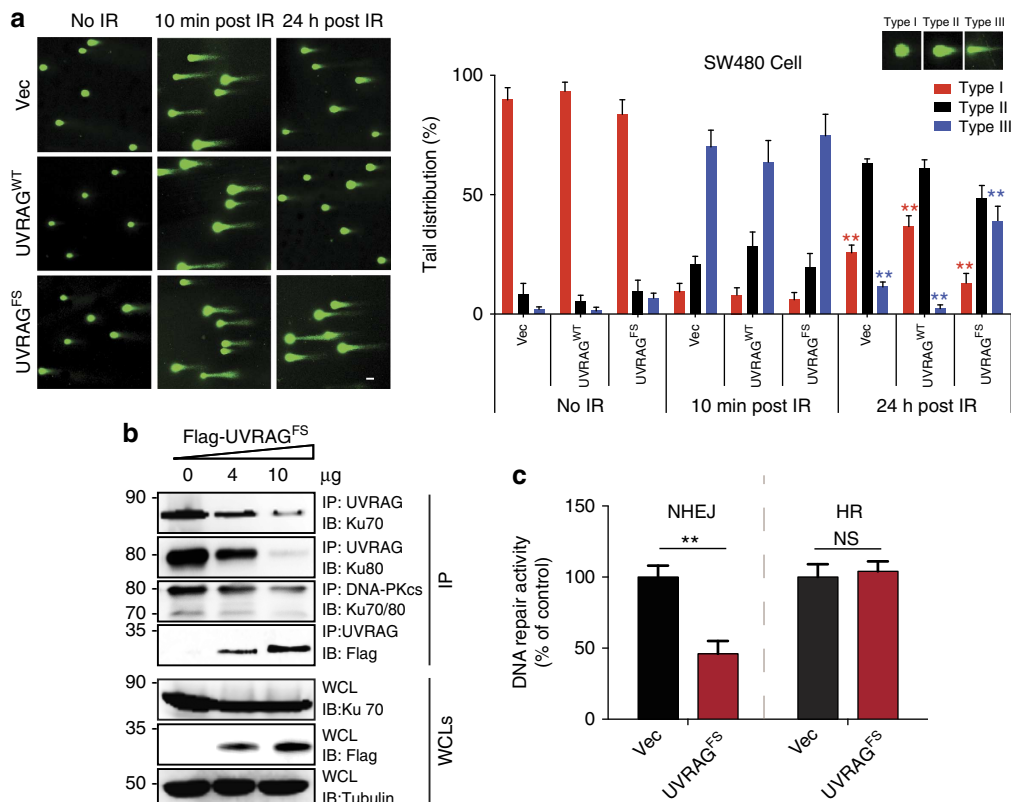 a
No IR
10 min post IR
24 h post IR
Vec
UVRAG^WT
UVRAG^FS
Type I
Type II
Type III
SW480 Cell
Type I
Type II
Type III
Tail distribution (%)
100
50
0
**
**
**
**
**
**
Vec
UVRAG^WT
UVRAG^FS
Vec
UVRAG^WT
UVRAG^FS
Vec
UVRAG^WT
UVRAG^FS
No IR
10 min post IR
24 h post IR
b
Flag-UVRAG^FS
0 4 10 μg
90
IP: UVRAG
IB: Ku70
80
IP: UVRAG
IB: Ku80
80
70
IP: DNA-PKcs
IB: Ku70/80
35
IP:UVRAG
IB: Flag
IP
90
WCL
IB:Ku 70
35
WCL
IB: Flag
50
WCL
IB:Tubulin
WCLs
c
DNA repair activity
(% of control)
150
100
50
0
NHEJ
**
HR
NS
Vec
UVRAG^FS
Vec
UVRAG^FS